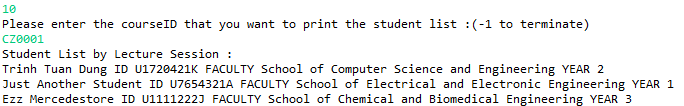 10
Please enter the courseID that you want to print the student list :(-1 to terminate)
CZ0001
Student List by Lecture Session :
Trinh Tuan Dung ID U1720421K FACULTY School of Computer Science and Engineering YEAR 2
Just Another Student ID U7654321A FACULTY School of Electrical and Electronic Engineering YEAR 1
Ezz Mercedestore ID U1111222J FACULTY School of Chemical and Biomedical Engineering YEAR 3